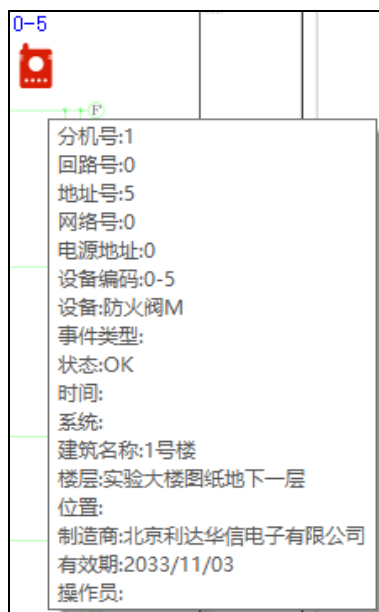 0-5
F
分机号:1
回路号:0
地址号:5
网络号:0
电源地址:0
设备编码:0-5
设备:防火阀M
事件类型:
状态:OK
时间:
系统:
建筑名称:1号楼
楼层:实验大楼图纸地下一层
位置:
制造商:北京利达华信电子有限公司
有效期:2033/11/03
操作员: